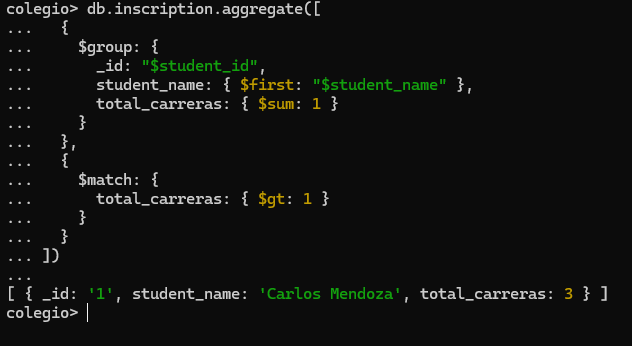 colegio> db.inscription.aggregate([
...   {
...     $group: {
...       _id: "$student_id",
...       student_name: { $first: "$student_name" },
...       total_carreras: { $sum: 1 }
...     }
...   },
...   {
...     $match: {
...       total_carreras: { $gt: 1 }
...     }
...   }
... ])
...
[ { _id: '1', student_name: 'Carlos Mendoza', total_carreras: 3 } ]
colegio>